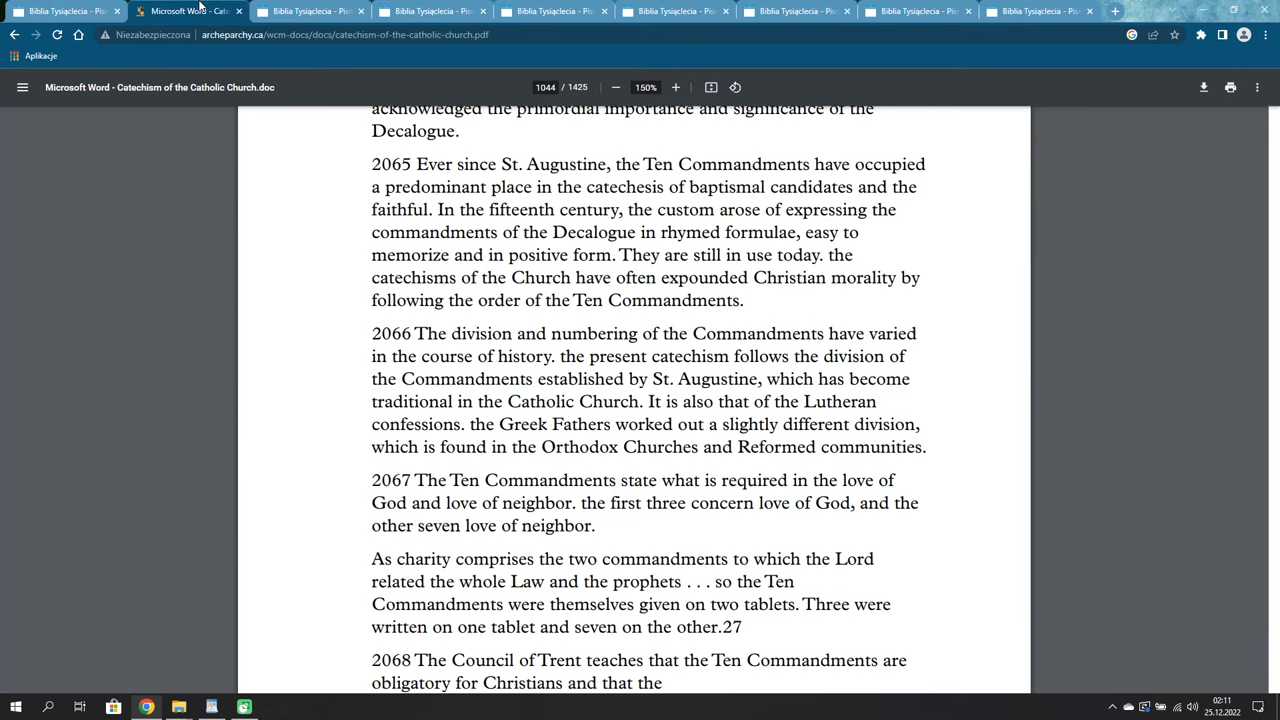 Biblia Tysiąclecia - Pis
Microsoft Word - Cate
Biblia Tysiąclecia - Pis
Biblia Tysiąclecia - Pis
Biblia Tysiąclecia - Pis
Biblia Tysiąclecia - Pis
Biblia Tysiąclecia - Pis
Biblia Tysiąclecia - Pis
Biblia Tysiąclecia - Pis
Niezabezpieczona archeparchy.ca/wcm-docs/docs/catechism-of-the-catholic-church.pdf
Aplikacje
Microsoft Word - Catechism of the Catholic Church.doc 1044 / 1425 150%
acknowledged the primordial importance and significance of the
Decalogue.
2065 Ever since St. Augustine, the Ten Commandments have occupied
a predominant place in the catechesis of baptismal candidates and the
faithful. In the fifteenth century, the custom arose of expressing the
commandments of the Decalogue in rhymed formulae, easy to
memorize and in positive form. They are still in use today. the
catechisms of the Church have often expounded Christian morality by
following the order of the Ten Commandments.
2066 The division and numbering of the Commandments have varied
in the course of history. the present catechism follows the division of
the Commandments established by St. Augustine, which has become
traditional in the Catholic Church. It is also that of the Lutheran
confessions. the Greek Fathers worked out a slightly different division,
which is found in the Orthodox Churches and Reformed communities.
2067 The Ten Commandments state what is required in the love of
God and love of neighbor. the first three concern love of God, and the
other seven love of neighbor.
As charity comprises the two commandments to which the Lord
related the whole Law and the prophets . . . so the Ten
Commandments were themselves given on two tablets. Three were
written on one tablet and seven on the other.27
2068 The Council of Trent teaches that the Ten Commandments are
obligatory for Christians and that the
02:11
25.12.2022